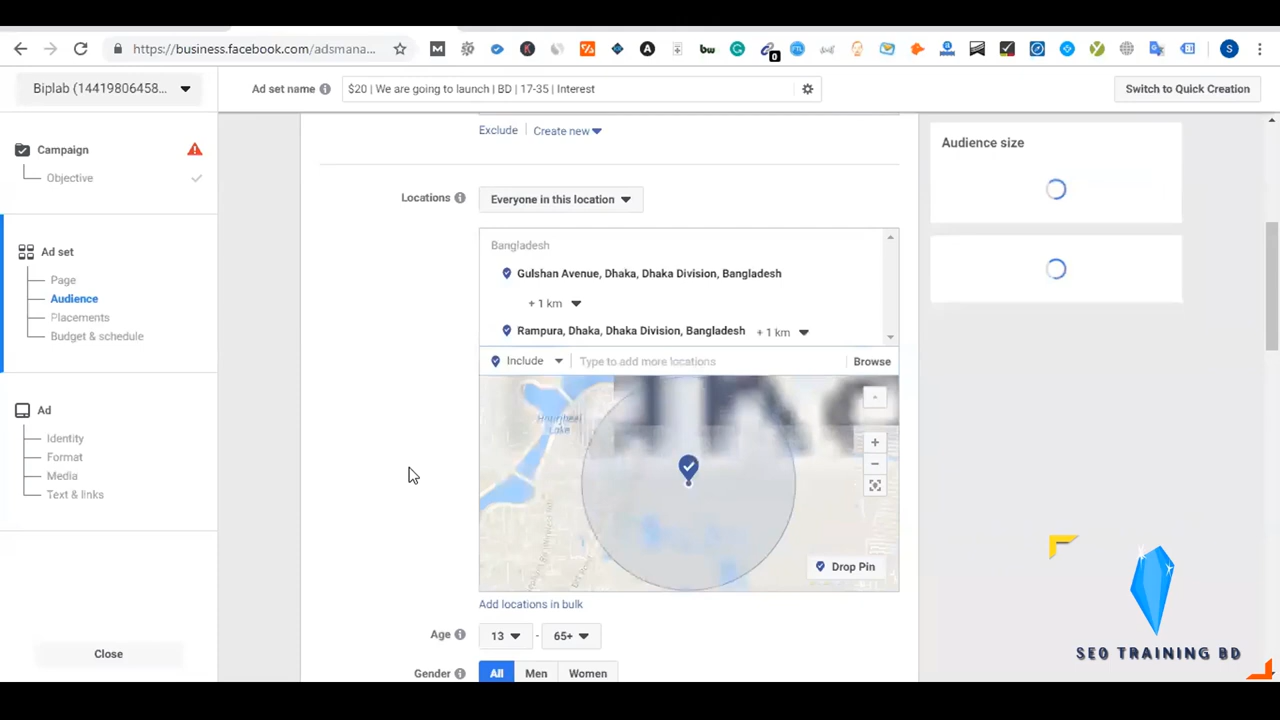 https://business.facebook.com/adsmana...
Biplab (14419806458...
Ad set name
$20 | We are going to launch | BD | 17-35 | Interest
Switch to Quick Creation
Campaign
Objective
Ad set
Page
Audience
Placements
Budget & schedule
Ad
Identity
Format
Media
Text & links
Close
Exclude
Create new
Locations
Everyone in this location
Bangladesh
Gulshan Avenue, Dhaka, Dhaka Division, Bangladesh
+ 1 km
Rampura, Dhaka, Dhaka Division, Bangladesh + 1 km
Include
Type to add more locations
Browse
Lake
Drop Pin
Add locations in bulk
Age
13 - 65+
Gender
All Men Women
Audience size
SEO TRAINING BD